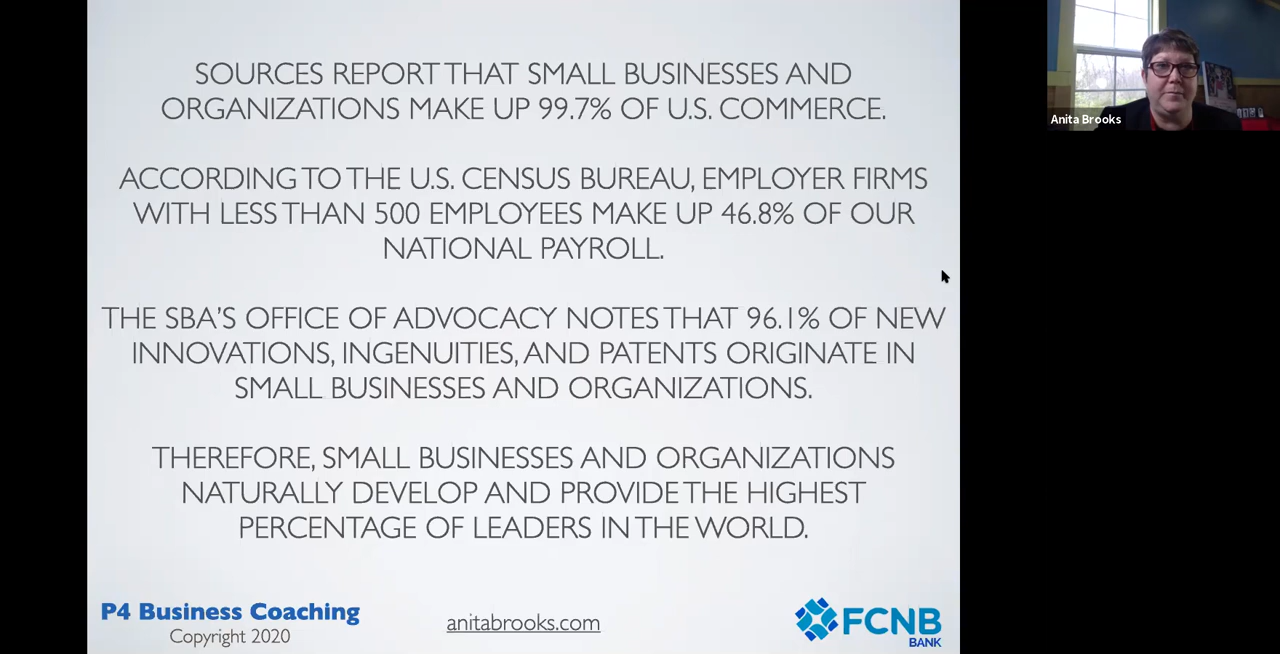 SOURCES REPORT THAT SMALL BUSINESSES AND
ORGANIZATIONS MAKE UP 99.7% OF U.S. COMMERCE.
ACCORDING TO THE U.S. CENSUS BUREAU, EMPLOYER FIRMS
WITH LESS THAN 500 EMPLOYEES MAKE UP 46.8% OF OUR
NATIONAL PAYROLL.
THE SBA'S OFFICE OF ADVOCACY NOTES THAT 96.1% OF NEW
INNOVATIONS, INGENUITIES, AND PATENTS ORIGINATE IN
SMALL BUSINESSES AND ORGANIZATIONS.
THEREFORE, SMALL BUSINESSES AND ORGANIZATIONS
NATURALLY DEVELOP AND PROVIDE THE HIGHEST
PERCENTAGE OF LEADERS IN THE WORLD.
P4 Business Coaching
Copyright 2020
anitabrooks.com
FCNB
BANK
Anita Brooks